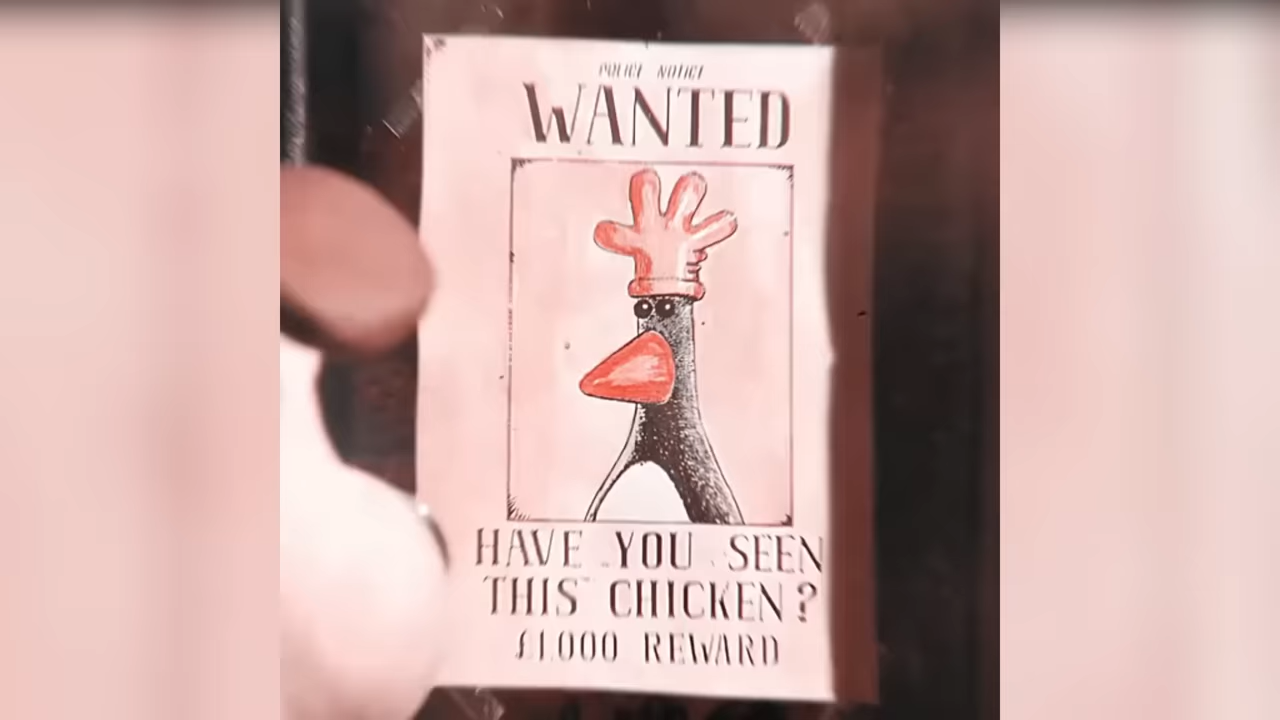 POLICE NOTICE
WANTED
HAVE YOU SEEN
THIS CHICKEN?
£1,000 REWARD